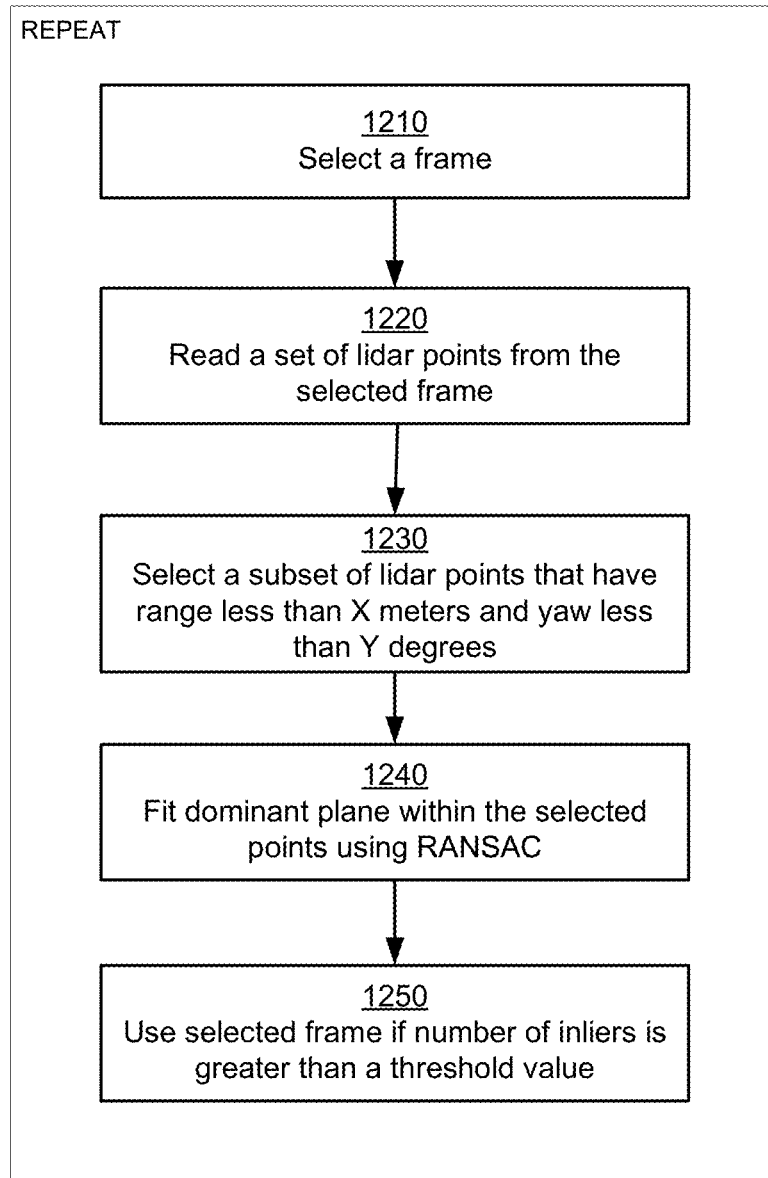 REPEAT
1210
Select a frame
1220
Read a set of lidar points from the
selected frame
1230
Select a subset of lidar points that have
range less than X meters and yaw less
than Y degrees
1240
Fit dominant plane within the selected
points using RANSAC
1250
Use selected frame if number of inliers is
greater than a threshold value